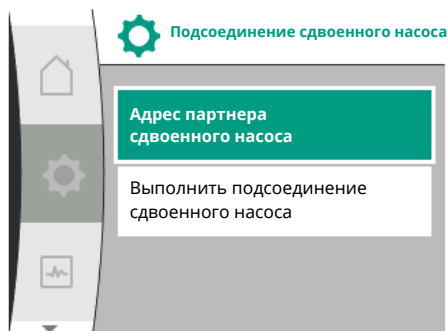 Подсоединение сдвоенного насоса
Адрес партнера
сдвоенного насоса
Выполнить подсоединение
сдвоенного насоса